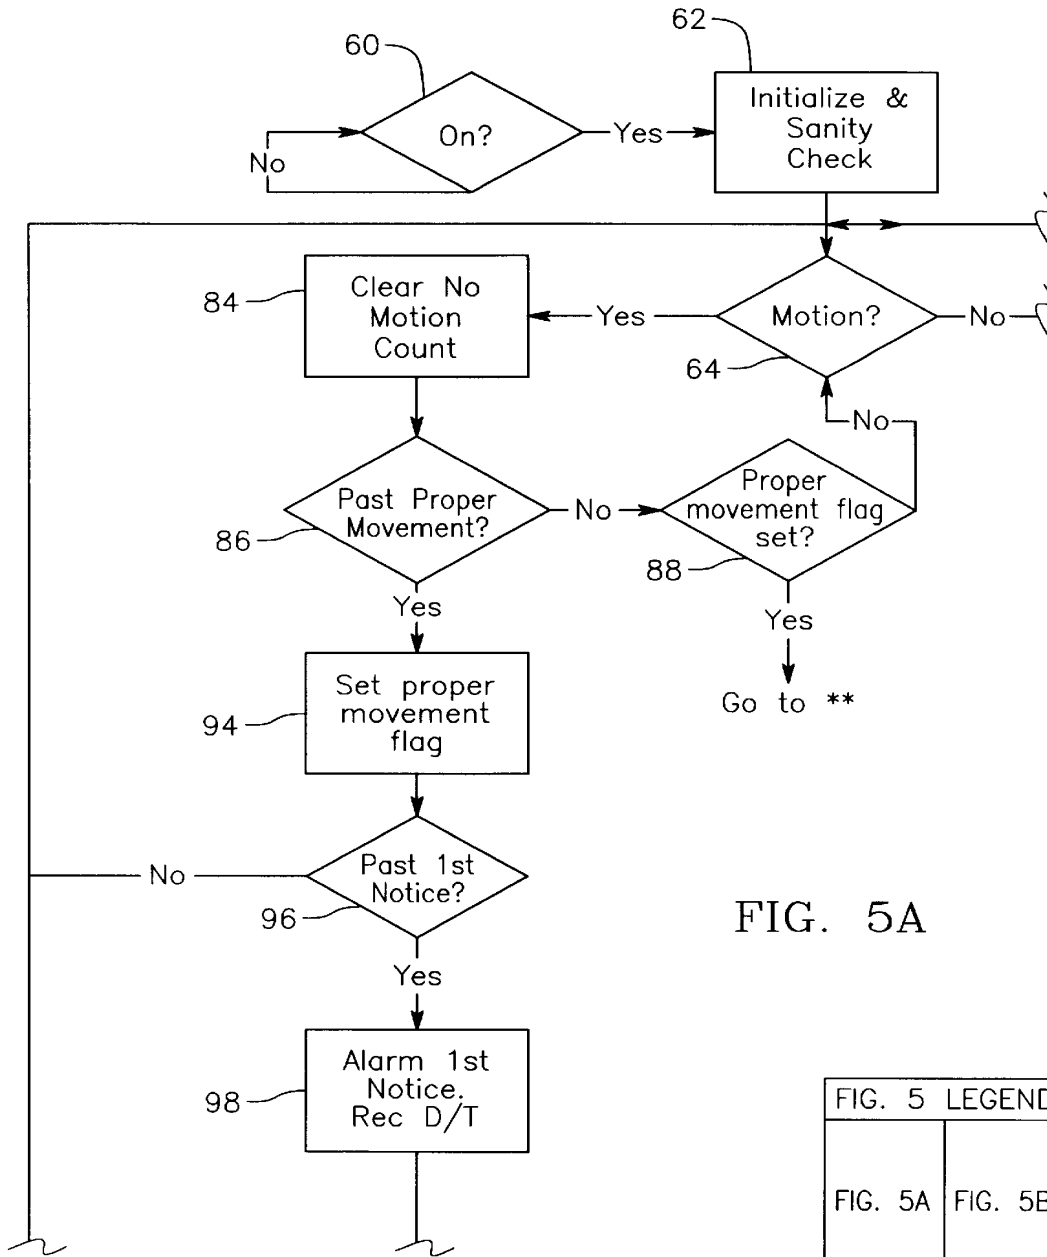 60
62
On?
Yes
Initialize &
Sanity
Check
No
84
Clear No
Motion
Count
Yes
Motion?
No
64
No
Past Proper
Movement?
86
No
Proper
movement flag
set?
88
Yes
Yes
Go to **
Set proper
movement
flag
94
No
Past 1st
Notice?
96
FIG. 5A
Yes
Alarm 1st
Notice.
Rec D/T
98
FIG. 5 LEGEND
FIG. 5A
FIG. 5B